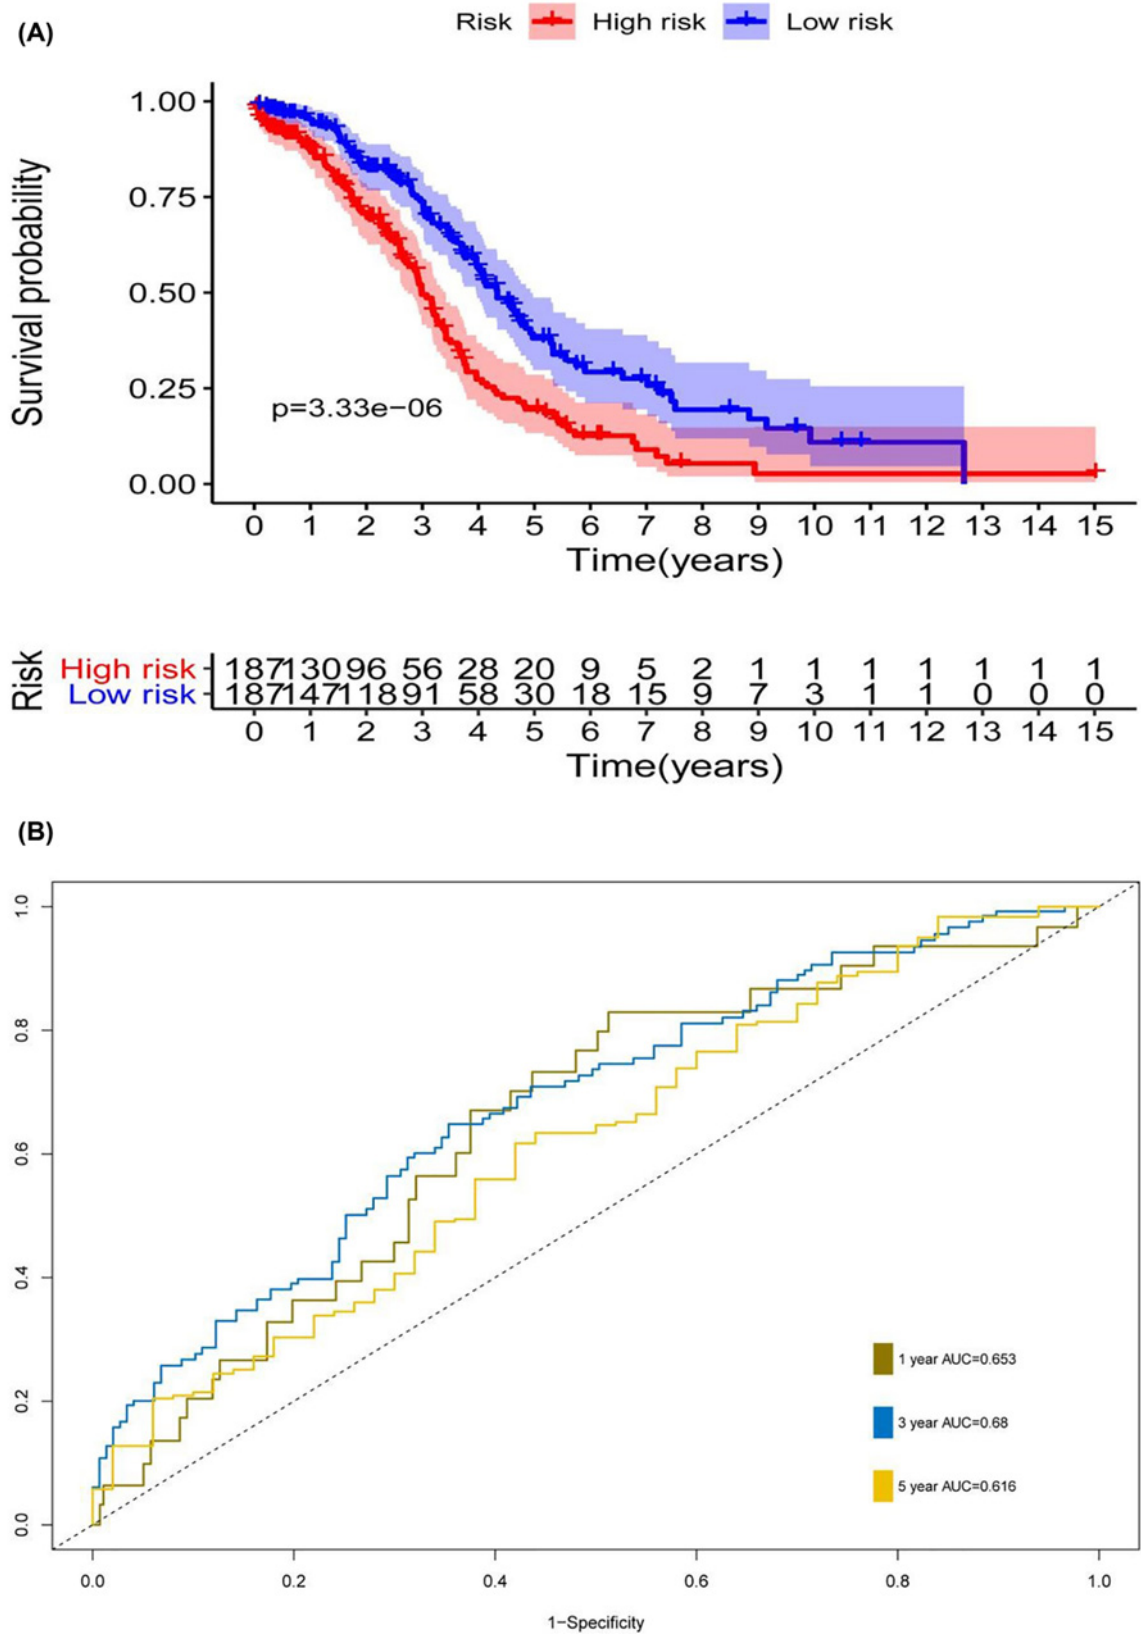 (A)
Risk High risk Low risk
1.00
0.75
0.50
0.25
0.00
Survival probability
p=3.33e−06
0 1 2 3 4 5 6 7 8 9 10 11 12 13 14 15
Time(years)
Risk
High risk 187 130 96 56 28 20 9 5 2 1 1 1 1 1 1 1
Low risk 187 147 118 91 58 30 18 15 9 7 3 1 1 0 0 0
0 1 2 3 4 5 6 7 8 9 10 11 12 13 14 15
Time(years)
(B)
1.0
0.8
0.6
0.4
0.2
0.0
1 year AUC=0.653
3 year AUC=0.68
5 year AUC=0.616
0.0 0.2 0.4 0.6 0.8 1.0
1−Specificity